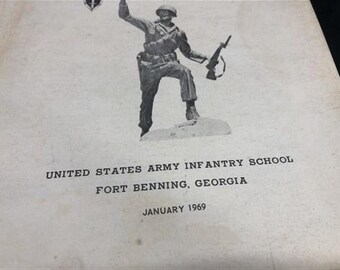 UNITED STATES ARMY INFANTRY SCHOOL
FORT BENNING, GEORGIA
JANUARY 1969